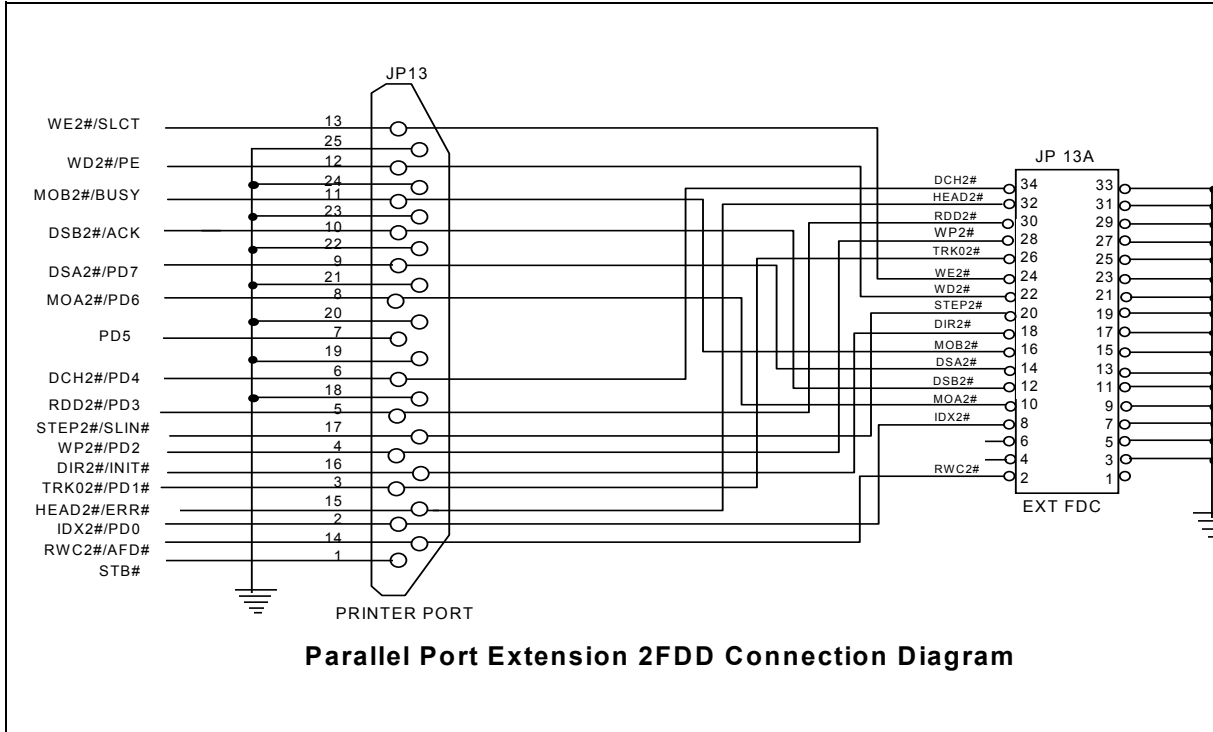 JP13
WE2#/SLCT
WD2#/PE
MOB2#/BUSY
DSB2#/ACK
DSA2#/PD7
MOA2#/PD6
PD5
DCH2#/PD4
RDD2#/PD3
STEP2#/SLIN#
WP2#/PD2
DIR2#/INIT#
TRK02#/PD1#
HEAD2#/ERR#
IDX2#/PD0
RWC2#/AFD#
STB#
13
25
12
24
11
23
10
22
9
21
8
20
7
19
6
18
5
17
4
16
3
15
2
14
1
PRINTER PORT
JP 13A
DCH2# 34 33
HEAD2# 32 31
RDD2# 30 29
WP2# 28 27
TRK02# 26 25
WE2# 24 23
WD2# 22 21
STEP2# 20 19
DIR2# 18 17
MOB2# 16 15
DSA2# 14 13
DSB2# 12 11
MOA2# 10 9
IDX2# 8 7
6 5
4 3
RWC2# 2 1
EXT FDC
Parallel Port Extension 2FDD Connection Diagram